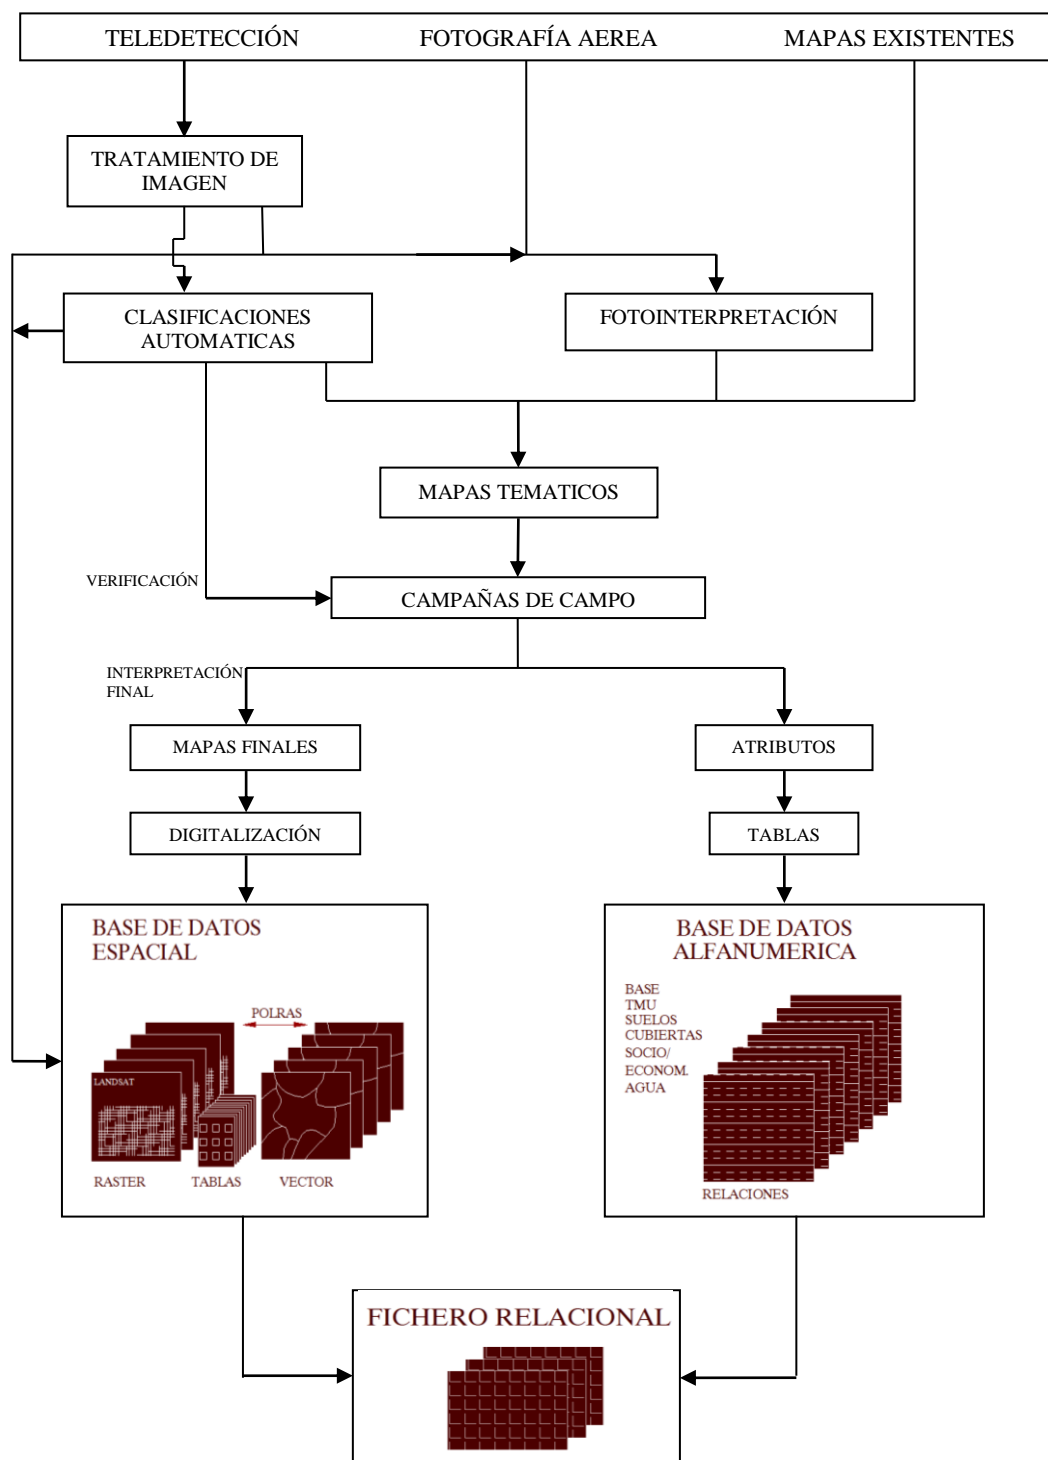 TELEDETECCIÓN
FOTOGRAFÍA AEREA
MAPAS EXISTENTES
TRATAMIENTO DE
IMAGEN
CLASIFICACIONES
AUTOMATICAS
FOTOINTERPRETACIÓN
MAPAS TEMATICOS
VERIFICACIÓN
CAMPAÑAS DE CAMPO
INTERPRETACIÓN
FINAL
MAPAS FINALES
ATRIBUTOS
DIGITALIZACIÓN
TABLAS
BASE DE DATOS
ESPACIAL
POLRAS
LANDSAT
RASTER
TABLAS
VECTOR
BASE DE DATOS
ALFANUMERICA
BASE
TMU
SUELOS
CUBIERTAS
SOCIO/
ECONOM.
AGUA
RELACIONES
FICHERO RELACIONAL